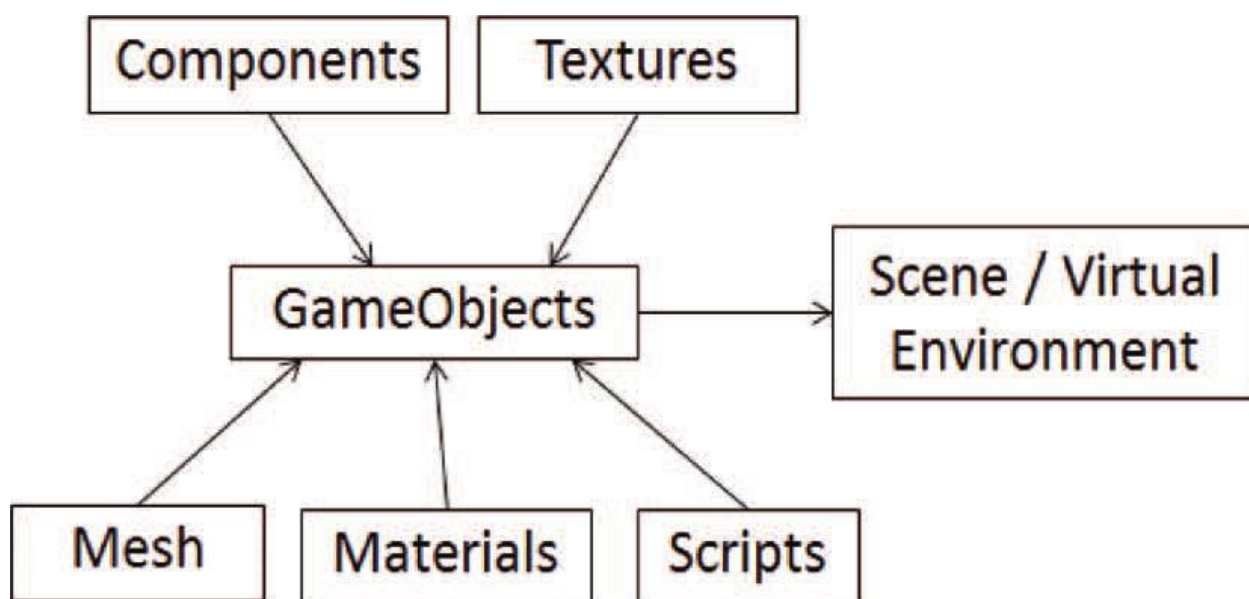 Components
Textures
GameObjects
Scene / Virtual
Environment
Mesh
Materials
Scripts